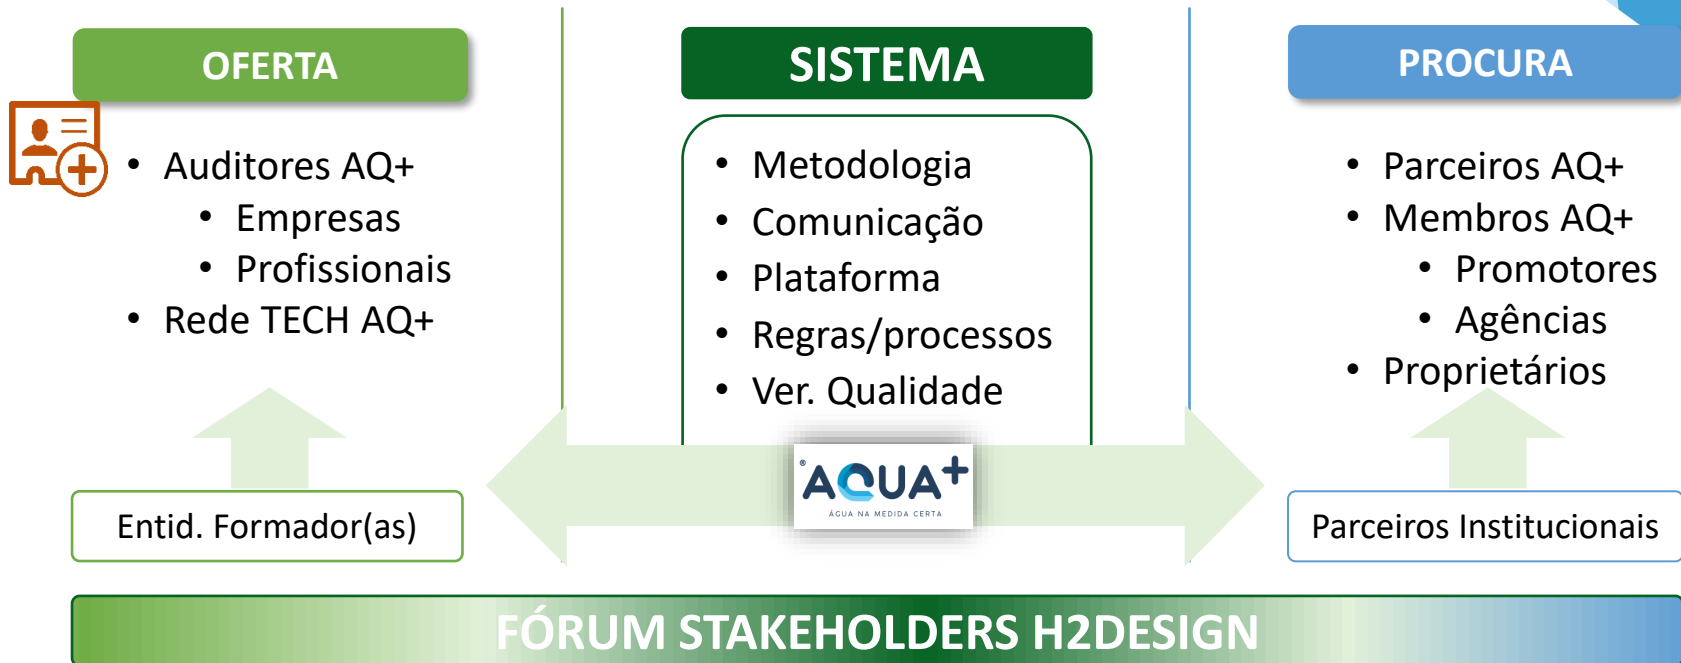 OFERTA
• Auditores AQ+
• Empresas
• Profissionais
• Rede TECH AQ+
Entid. Formador(as)
SISTEMA
• Metodologia
• Comunicação
• Plataforma
• Regras/processos
• Ver. Qualidade
®AQUA+
ÁGUA NA MEDIDA CERTA
PROCURA
• Parceiros AQ+
• Membros AQ+
• Promotores
• Agências
• Proprietários
Parceiros Institucionais
FÓRUM STAKEHOLDERS H2DESIGN